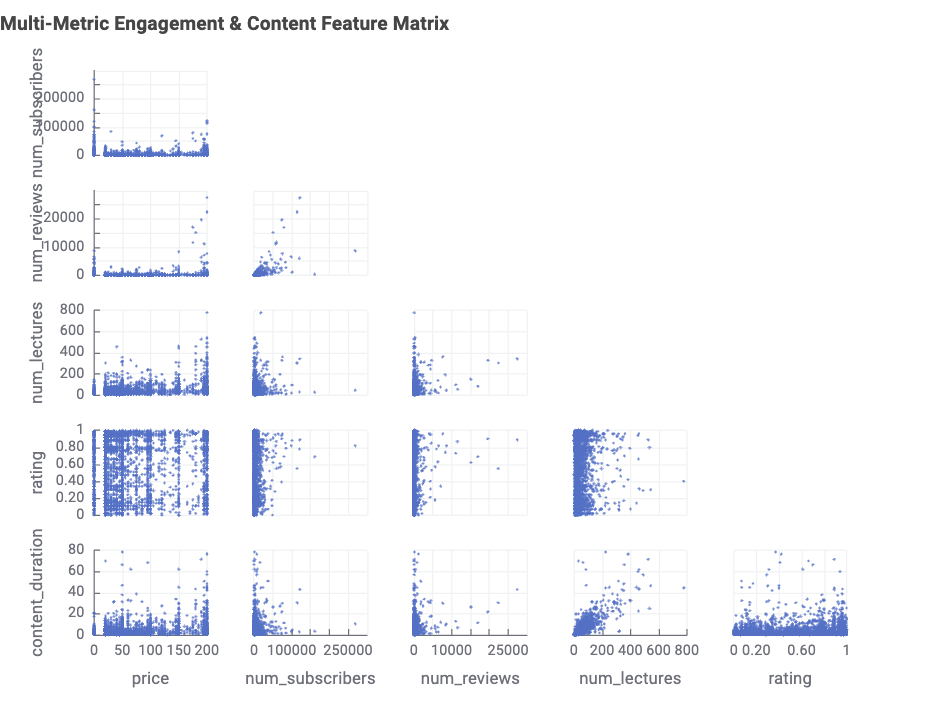 Multi-Metric Engagement & Content Feature Matrix
num_subscribers
200000
100000
0
num_reviews
20000
10000
0
num_lectures
800
600
400
200
0
rating
1
0.80
0.60
0.40
0.20
0
content_duration
80
60
40
20
0
0 50 100 150 200
0 100000 250000
0 10000 25000
0 200 400 600 800
0 0.20 0.60 1
price
num_subscribers
num_reviews
num_lectures
rating